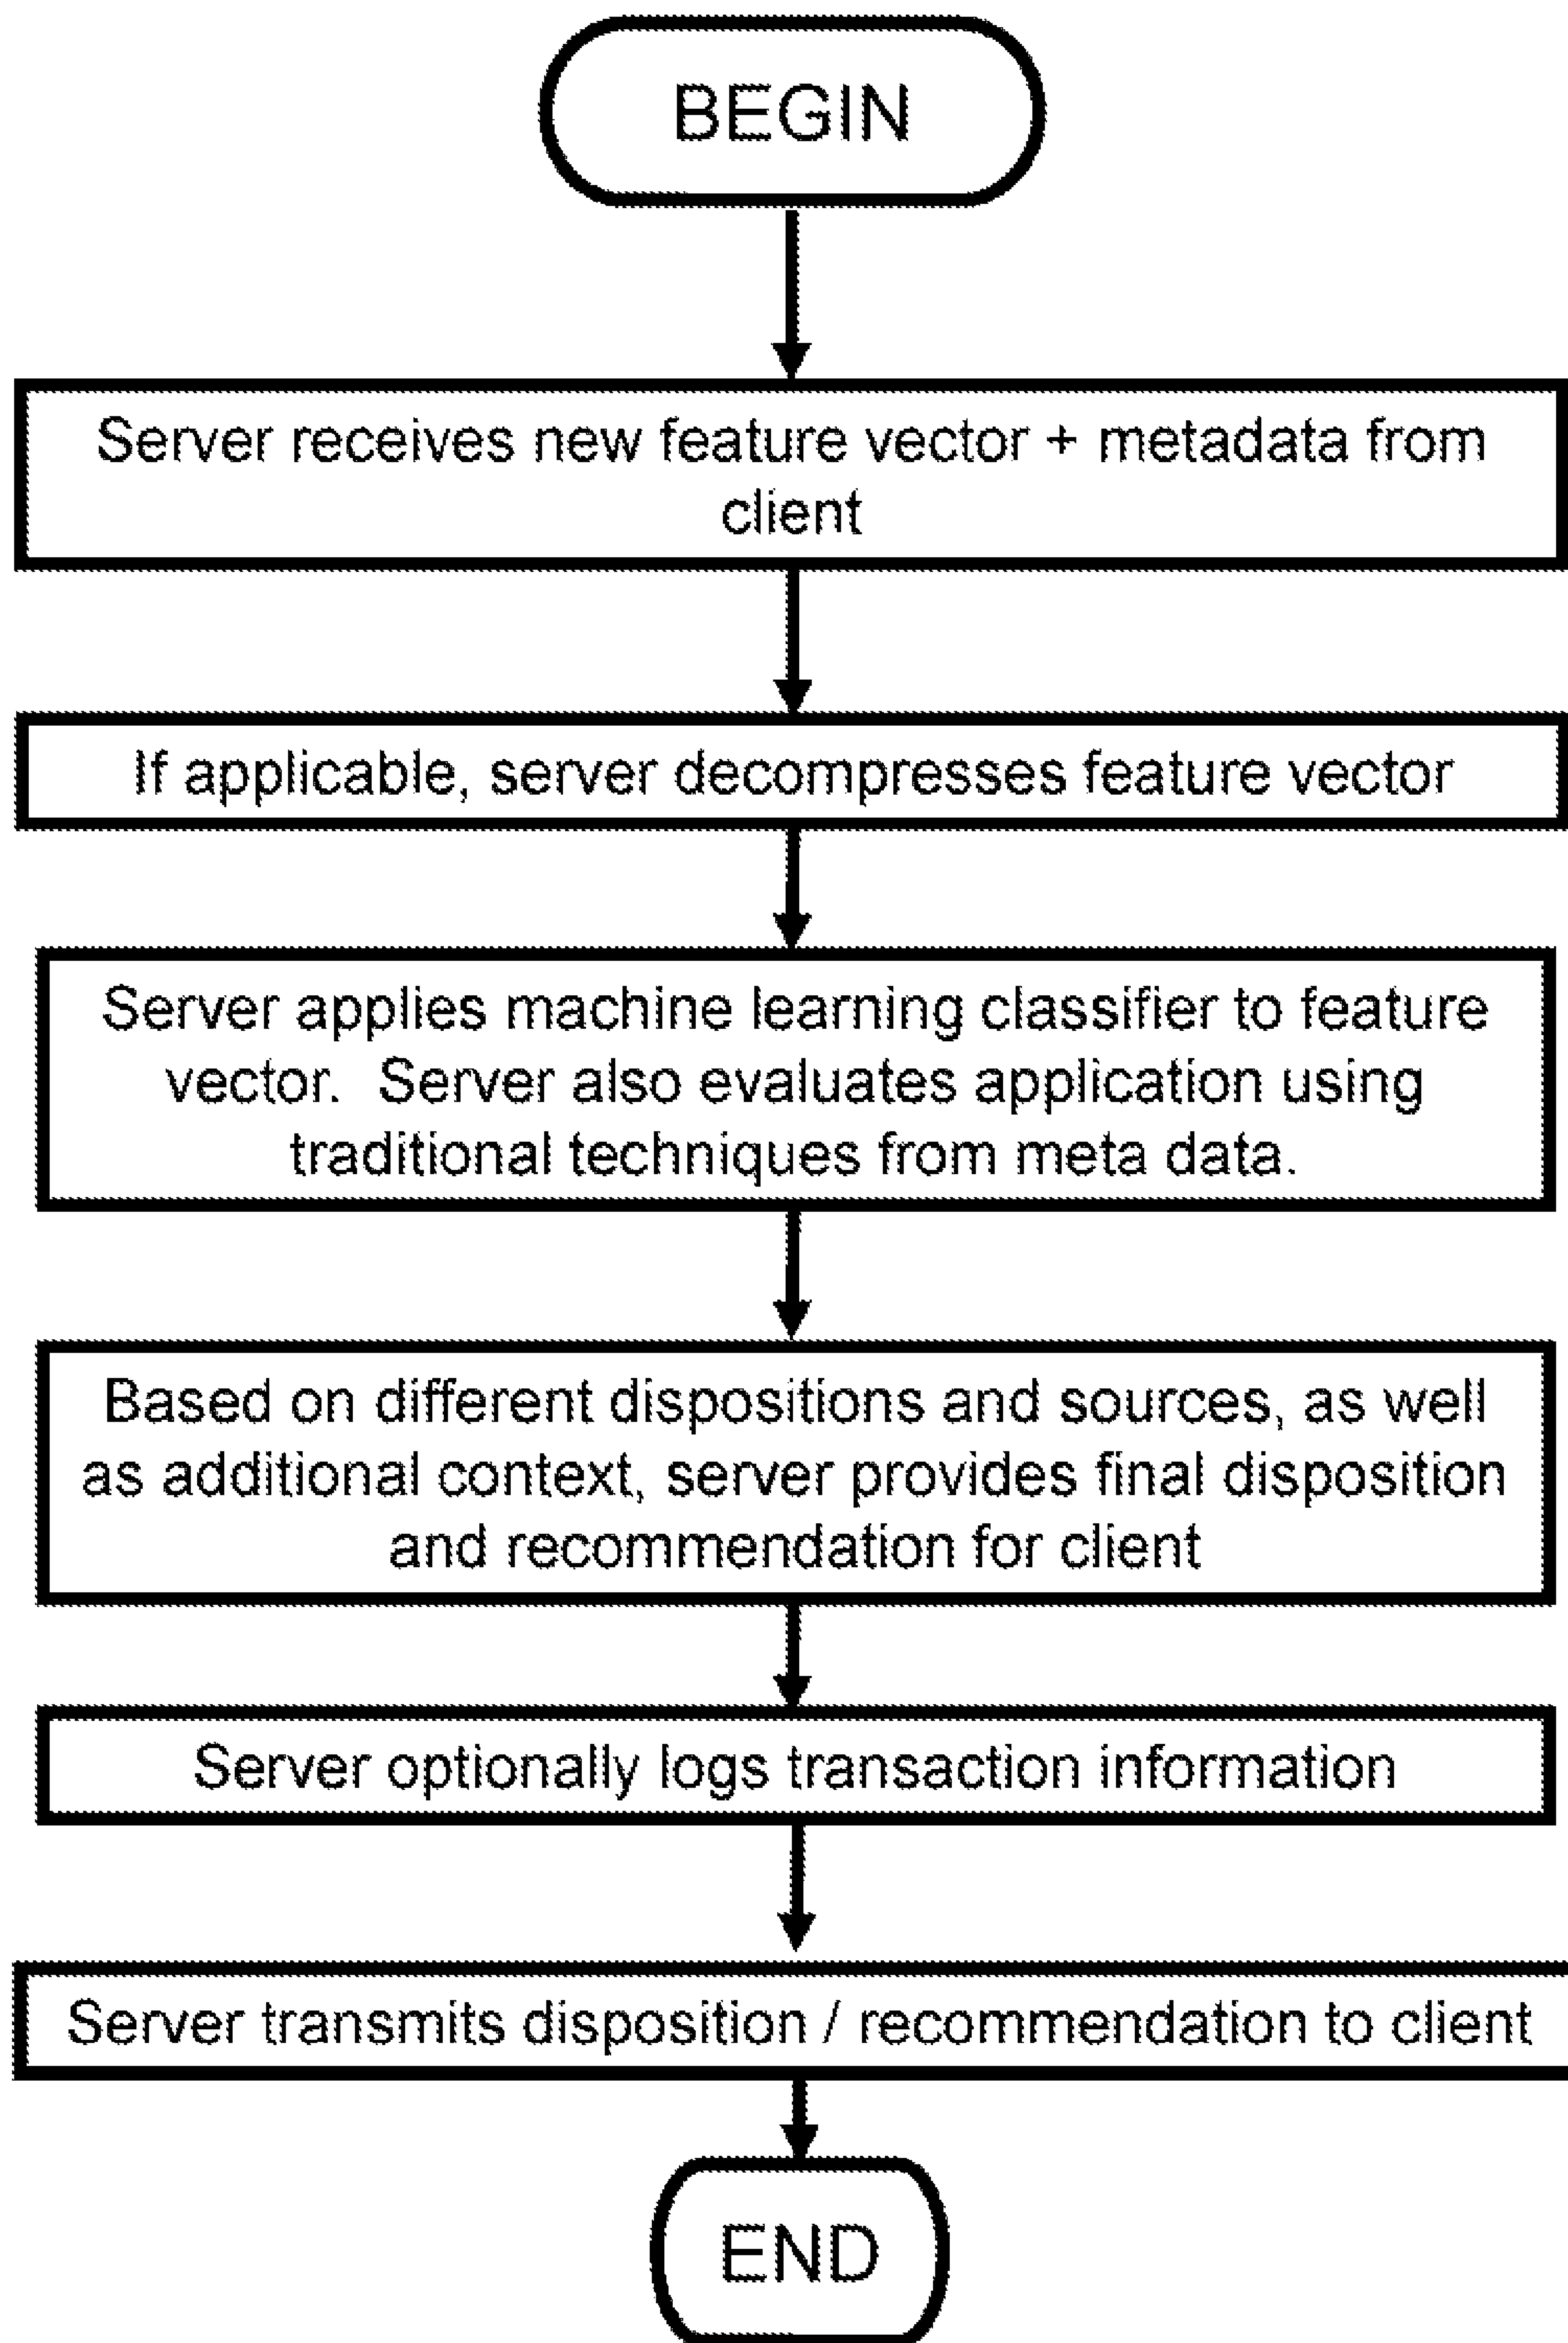 BEGIN
Server receives new feature vector + metadata from
client
If applicable, server decompresses feature vector
Server applies machine learning classifier to feature
vector.  Server also evaluates application using
traditional techniques from meta data.
Based on different dispositions and sources, as well
as additional context, server provides final disposition
and recommendation for client
Server optionally logs transaction information
Server transmits disposition / recommendation to client
END